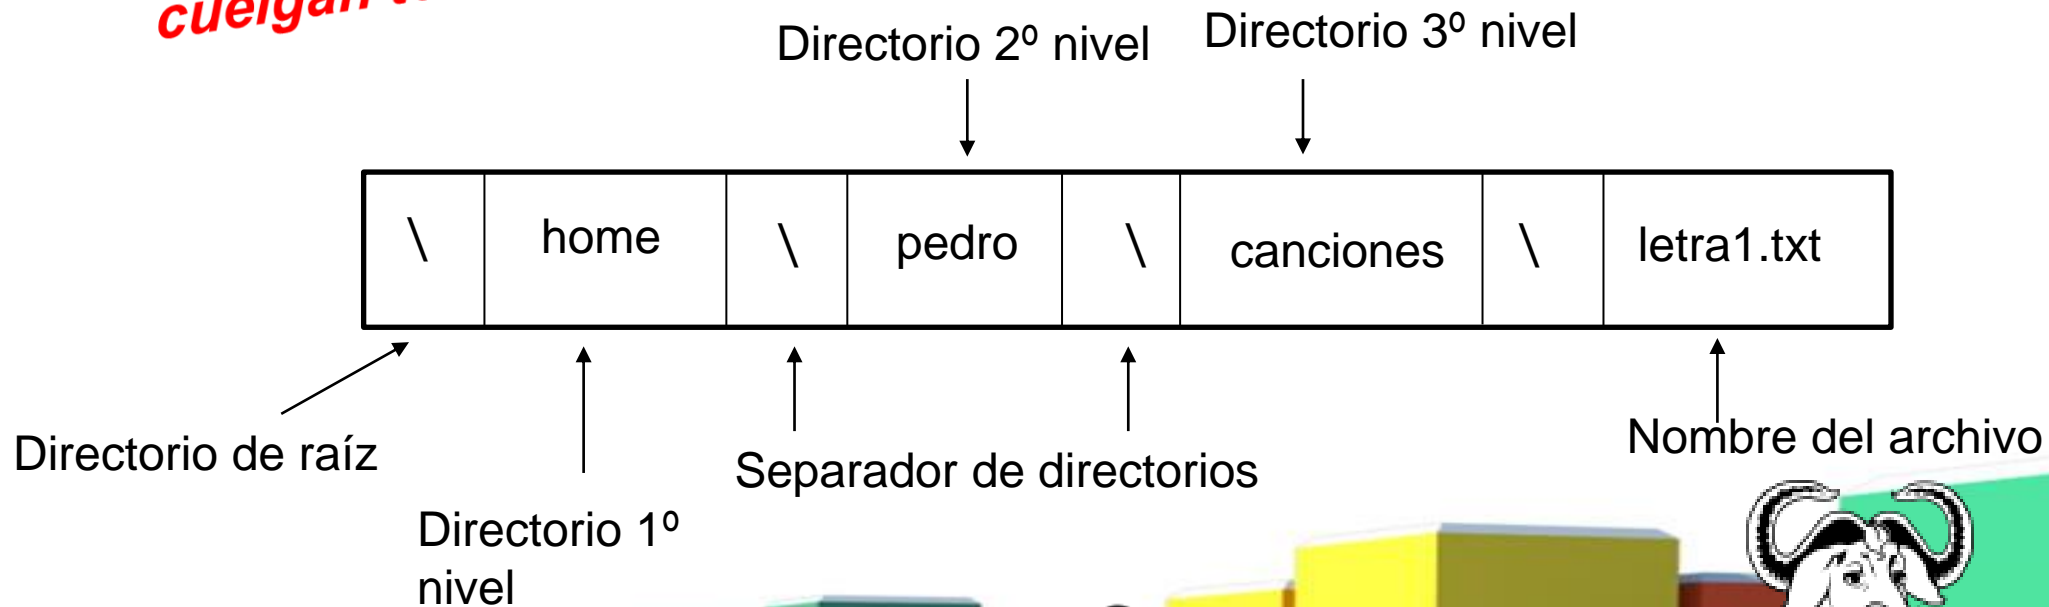 cuelgan
Directorio 2º nivel
Directorio 3º nivel
\ home \ pedro \ canciones \ letra1.txt
Directorio de raíz
Directorio 1º
nivel
Separador de directorios
Nombre del archivo